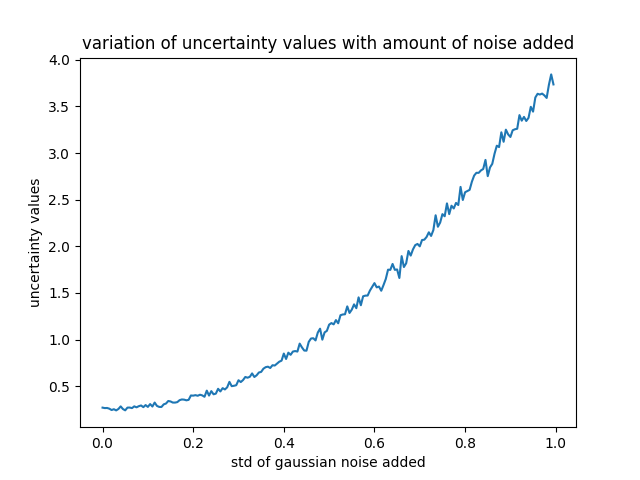 variation of uncertainty values with amount of noise added
4.0
3.5
3.0
2.5
2.0
1.5
1.0
0.5
uncertainty values
0.0 0.2 0.4 0.6 0.8 1.0
std of gaussian noise added